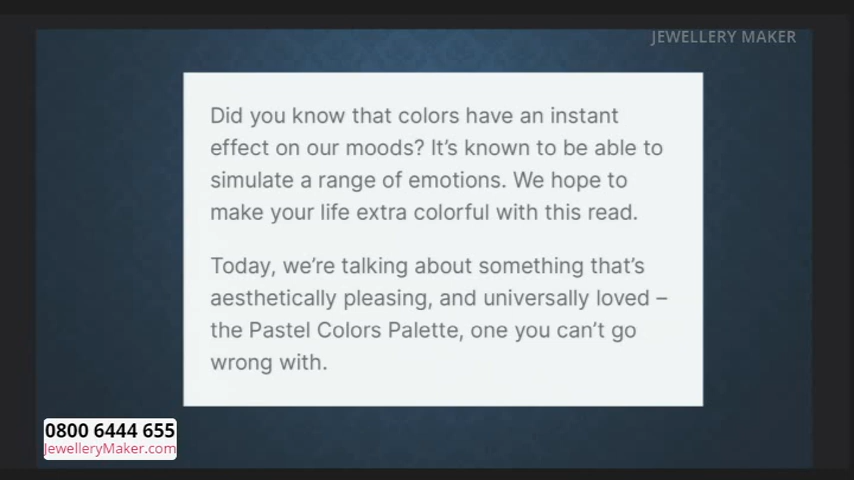 JEWELLERY MAKER
Did you know that colors have an instant
effect on our moods? It's known to be able to
simulate a range of emotions. We hope to
make your life extra colorful with this read.
Today, we're talking about something that's
aesthetically pleasing, and universally loved –
the Pastel Colors Palette, one you can't go
wrong with.
0800 6444 655
JewelleryMaker.com